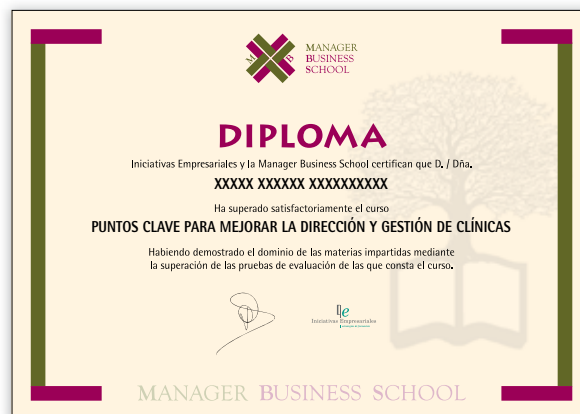 M B
MANAGER
BUSINESS
SCHOOL
DIPLOMA
Iniciativas Empresariales y la Manager Business School certifican que D. / Dña.
XXXXX XXXXXX XXXXXXXXXX
Ha superado satisfactoriamente el curso
PUNTOS CLAVE PARA MEJORAR LA DIRECCIÓN Y GESTIÓN DE CLÍNICAS
Habiendo demostrado el dominio de las materias impartidas mediante
la superación de las pruebas de evaluación de las que consta el curso.
Iniciativas Empresariales
MANAGER BUSINESS SCHOOL